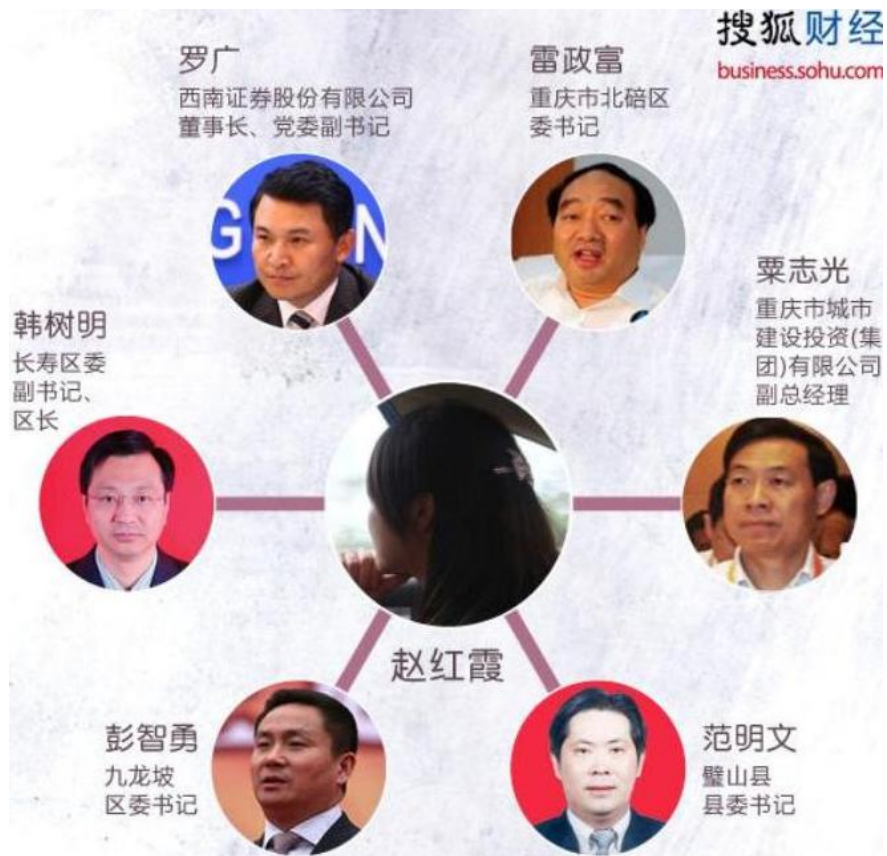 搜狐财经
business.sohu.com
罗广
西南证券股份有限公司
董事长、党委副书记
雷政富
重庆市北碚区
委书记
粟志光
重庆市城市
建设投资(集
团)有限公司
副总经理
韩树明
长寿区委
副书记、
区长
赵红霞
彭智勇
九龙坡
区委书记
范明文
璧山县
县委书记
G
N